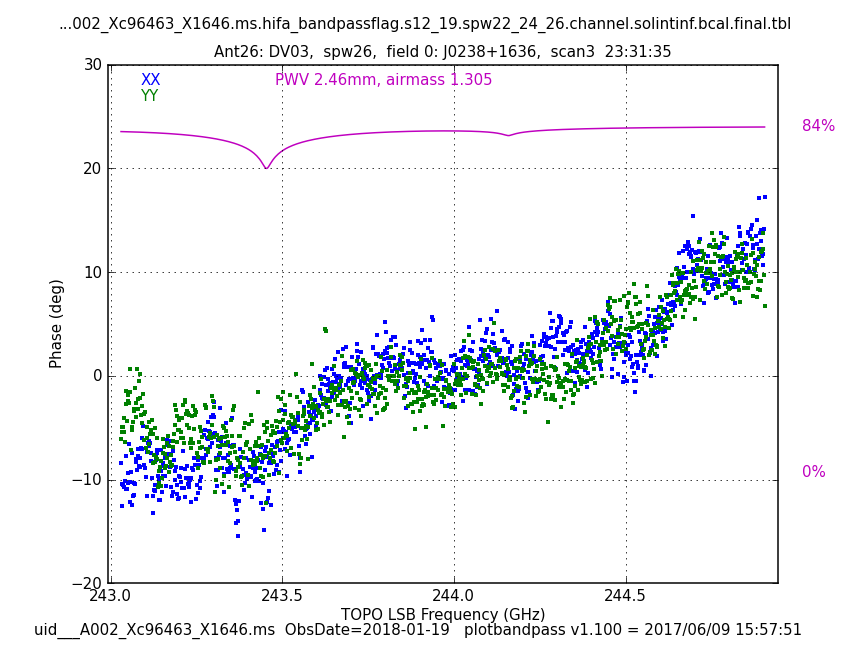 ...002_Xc96463_X1646.ms.hifa_bandpassflag.s12_19.spw22_24_26.channel.solintinf.bcal.final.tbl
Ant26: DV03, spw26, field 0: J0238+1636, scan3 23:31:35
XX
YY
PWV 2.46mm, airmass 1.305
84%
0%
30
20
10
0
−10
−20
Phase (deg)
243.0
243.5
244.0
244.5
TOPO LSB Frequency (GHz)
uid___A002_Xc96463_X1646.ms ObsDate=2018-01-19 plotbandpass v1.100 = 2017/06/09 15:57:51